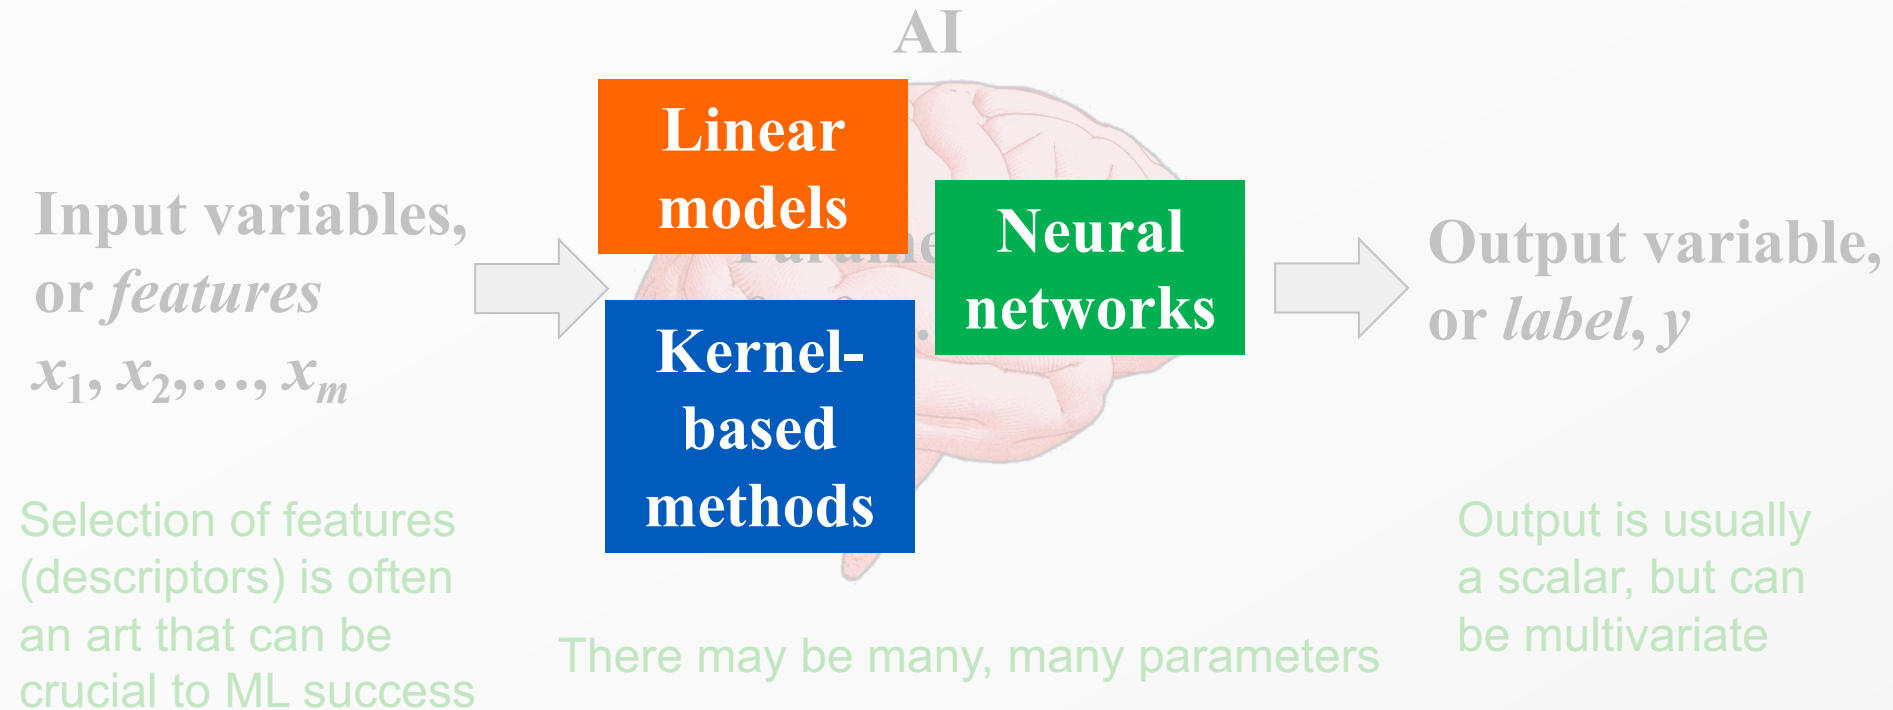 AI
Input variables,
or features
x1, x2,…, xm
Linear
models
Kernel-
based
methods
Neural
networks
Output variable,
or label, y
Selection of features
(descriptors) is often
an art that can be
crucial to ML success
There may be many, many parameters
Output is usually
a scalar, but can
be multivariate